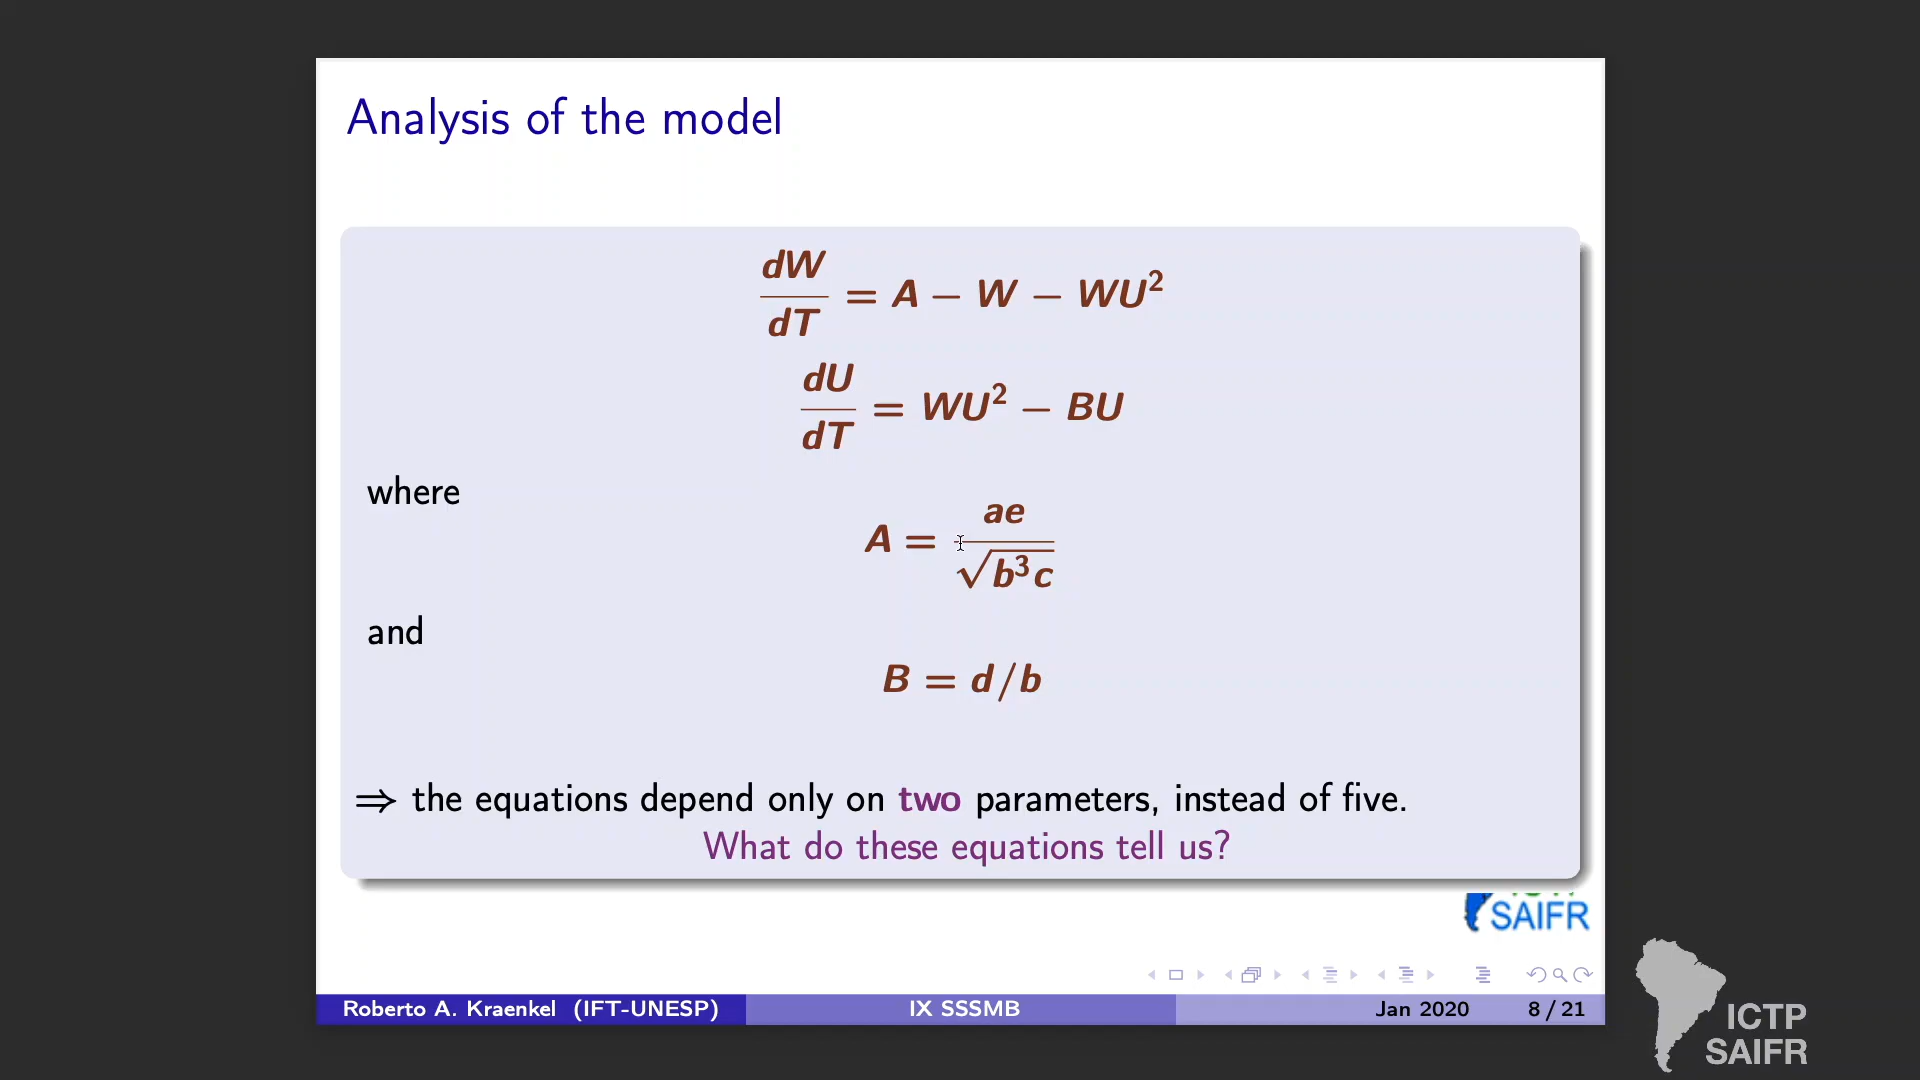 Analysis of the model
dW/dT = A − W − WU²
dU/dT = WU² − BU
where
A = ae/√(b³c)
and
B = d/b
⇒ the equations depend only on two parameters, instead of five.
What do these equations tell us?
SAIFR
Roberto A. Kraenkel (IFT-UNESP) IX SSSMB Jan 2020 8 / 21
ICTP
SAIFR